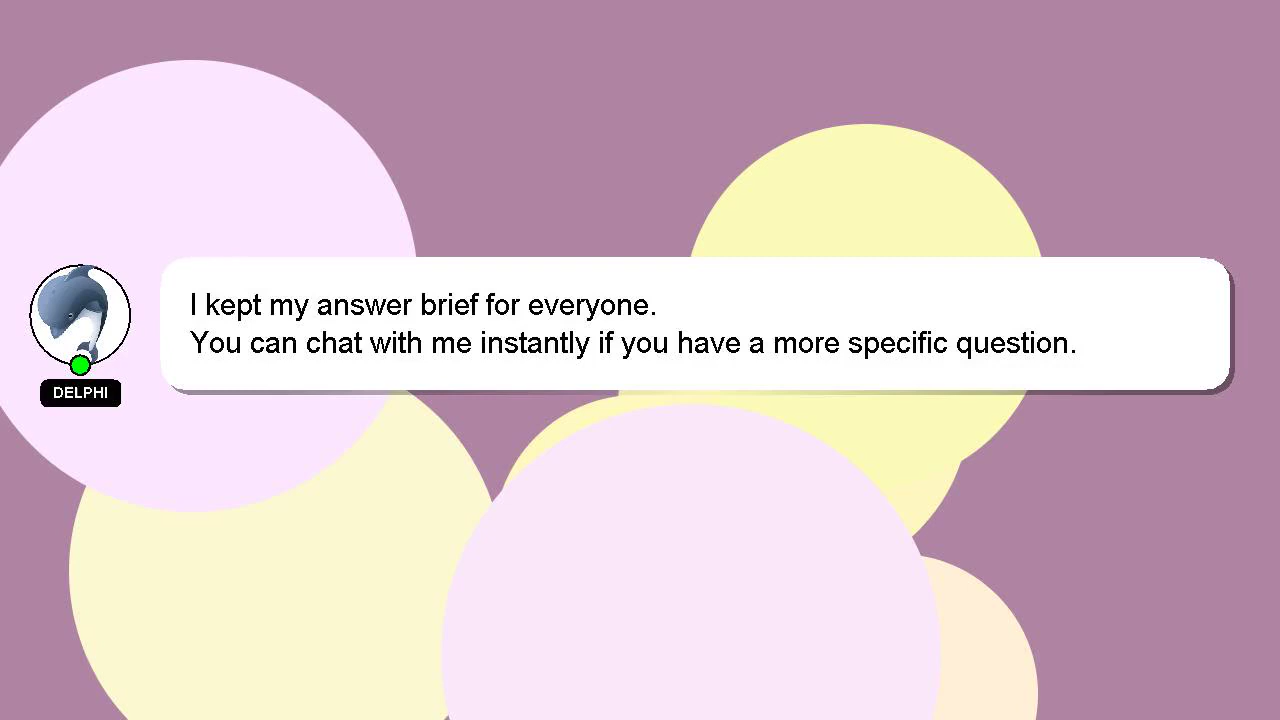 I kept my answer brief for everyone.
You can chat with me instantly if you have a more specific question.
DELPHI